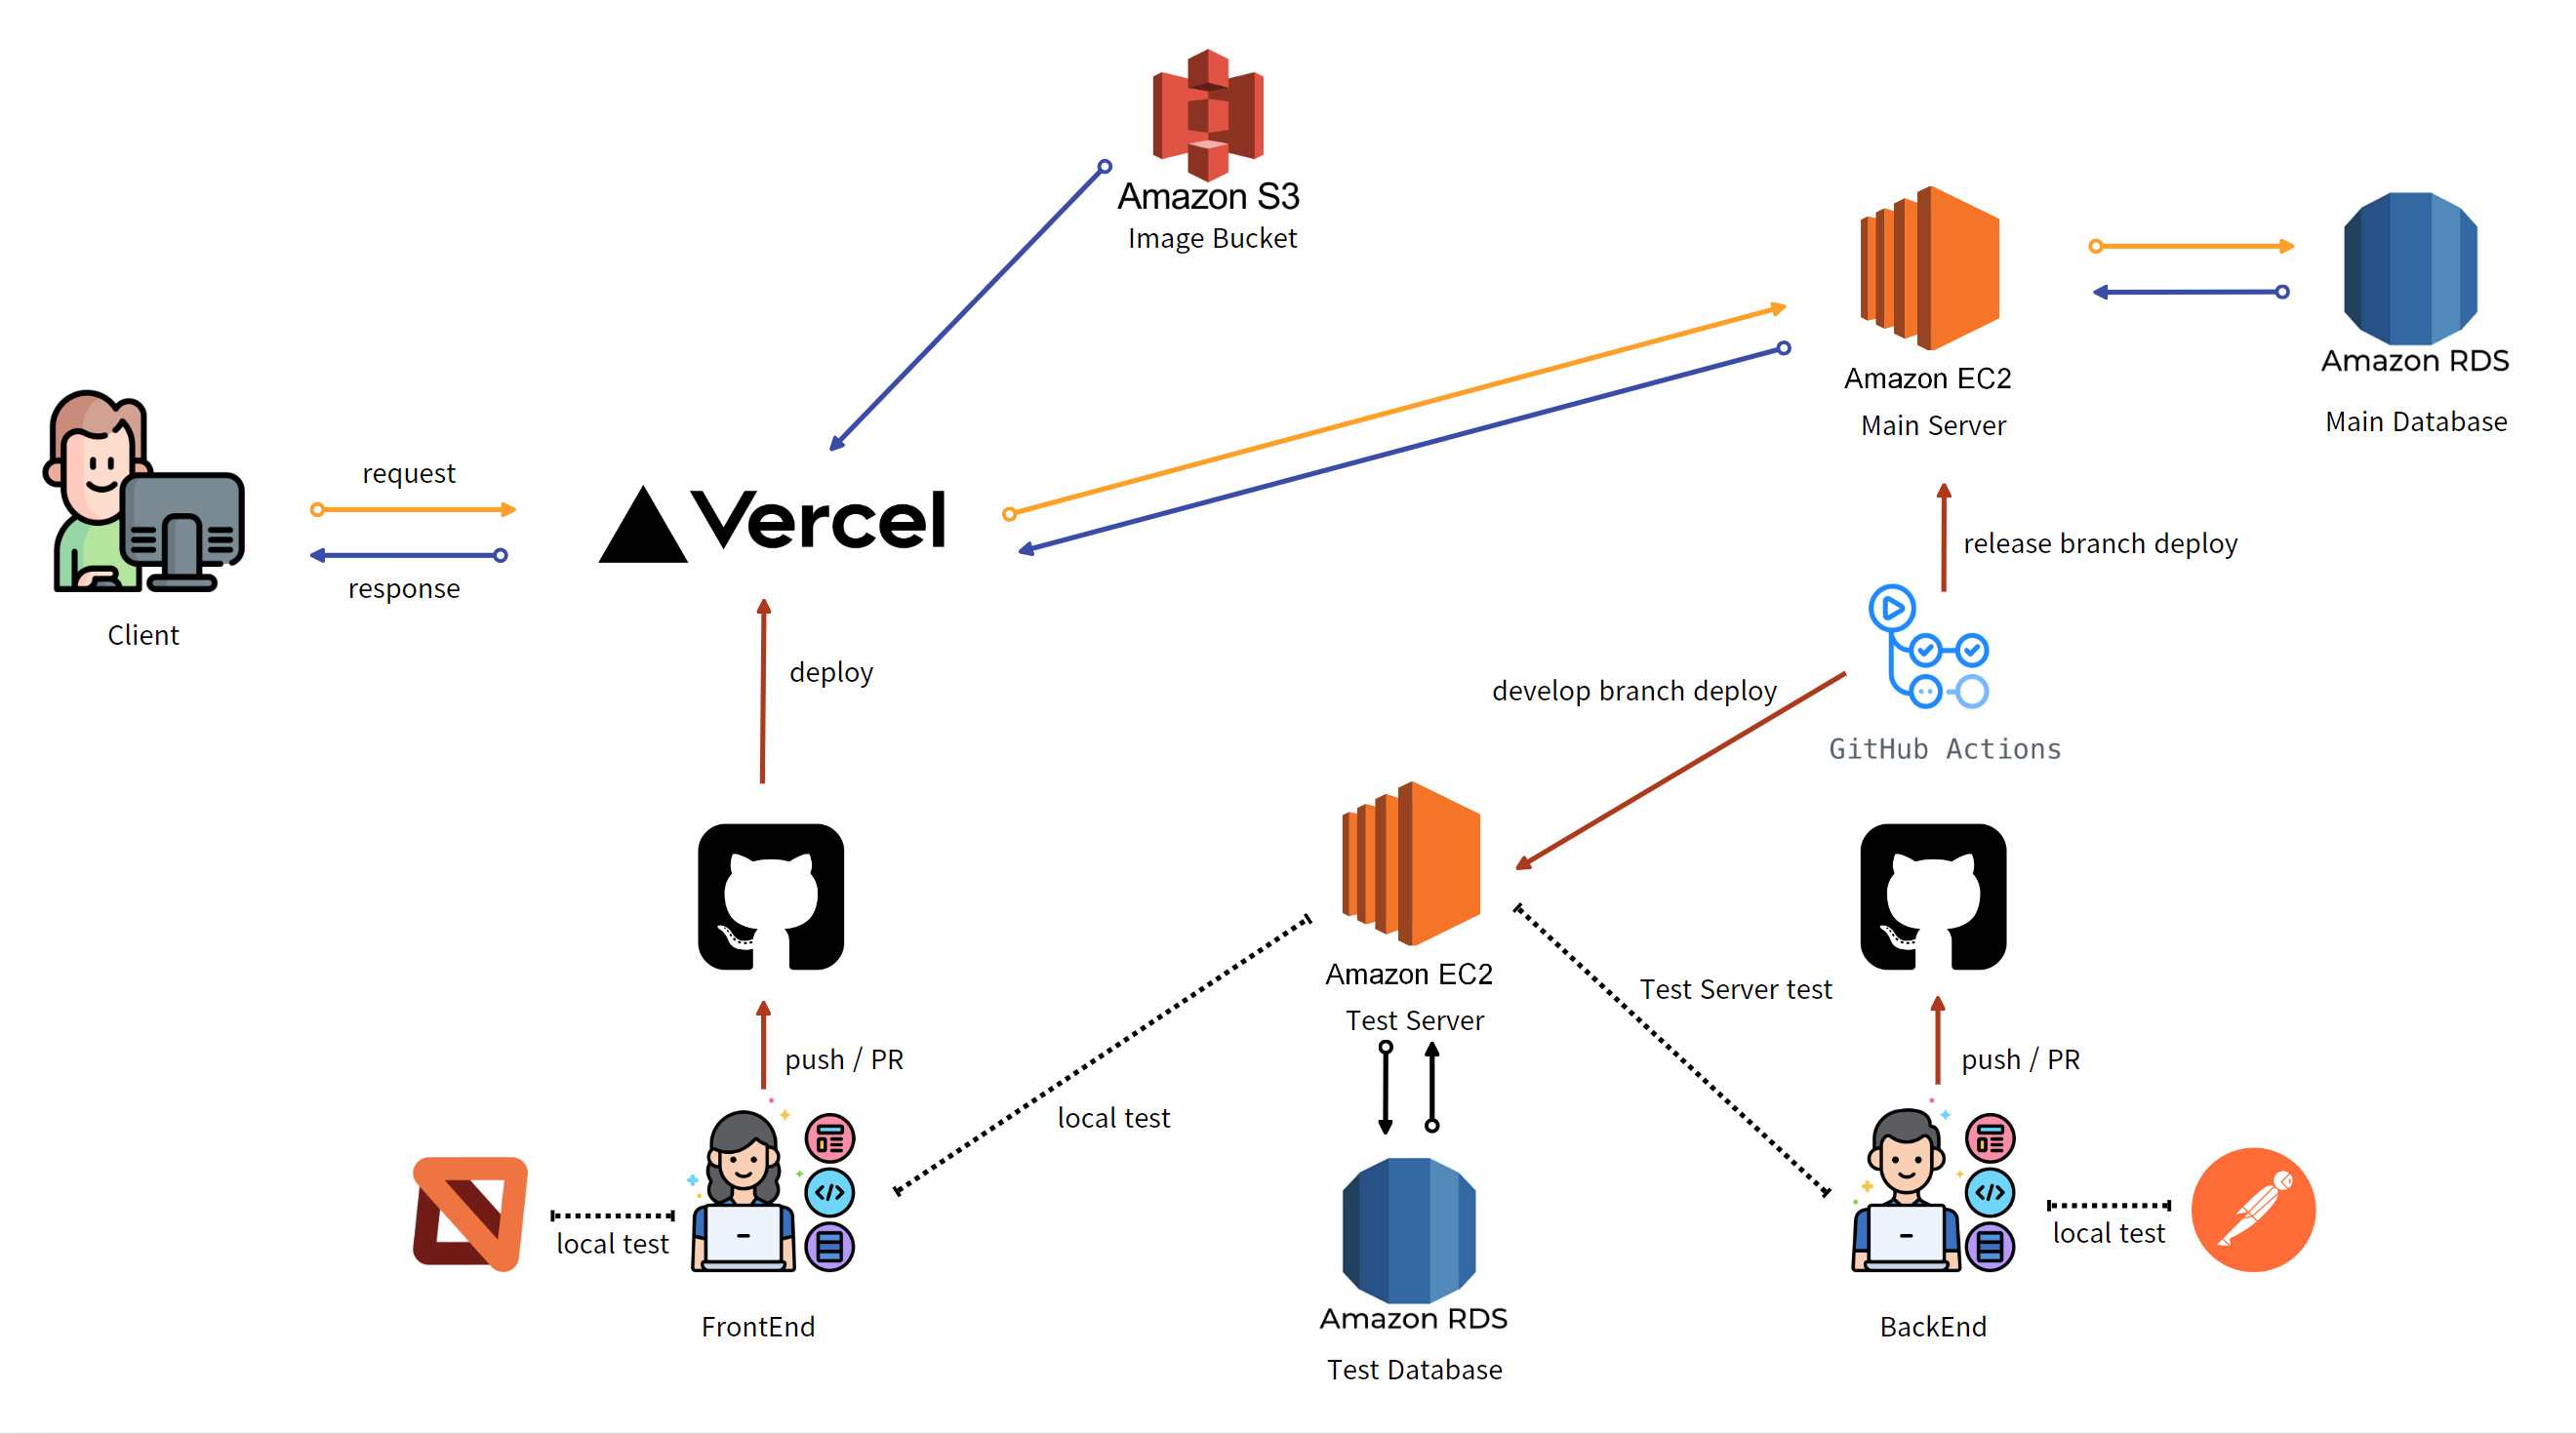 Amazon S3
Image Bucket
Amazon EC2
Main Server
Amazon RDS
Main Database
request
response
Client
Vercel
release branch deploy
deploy
develop branch deploy
GitHub Actions
Amazon EC2
Test Server
Test Server test
push / PR
push / PR
local test
local test
local test
FrontEnd
Amazon RDS
Test Database
BackEnd